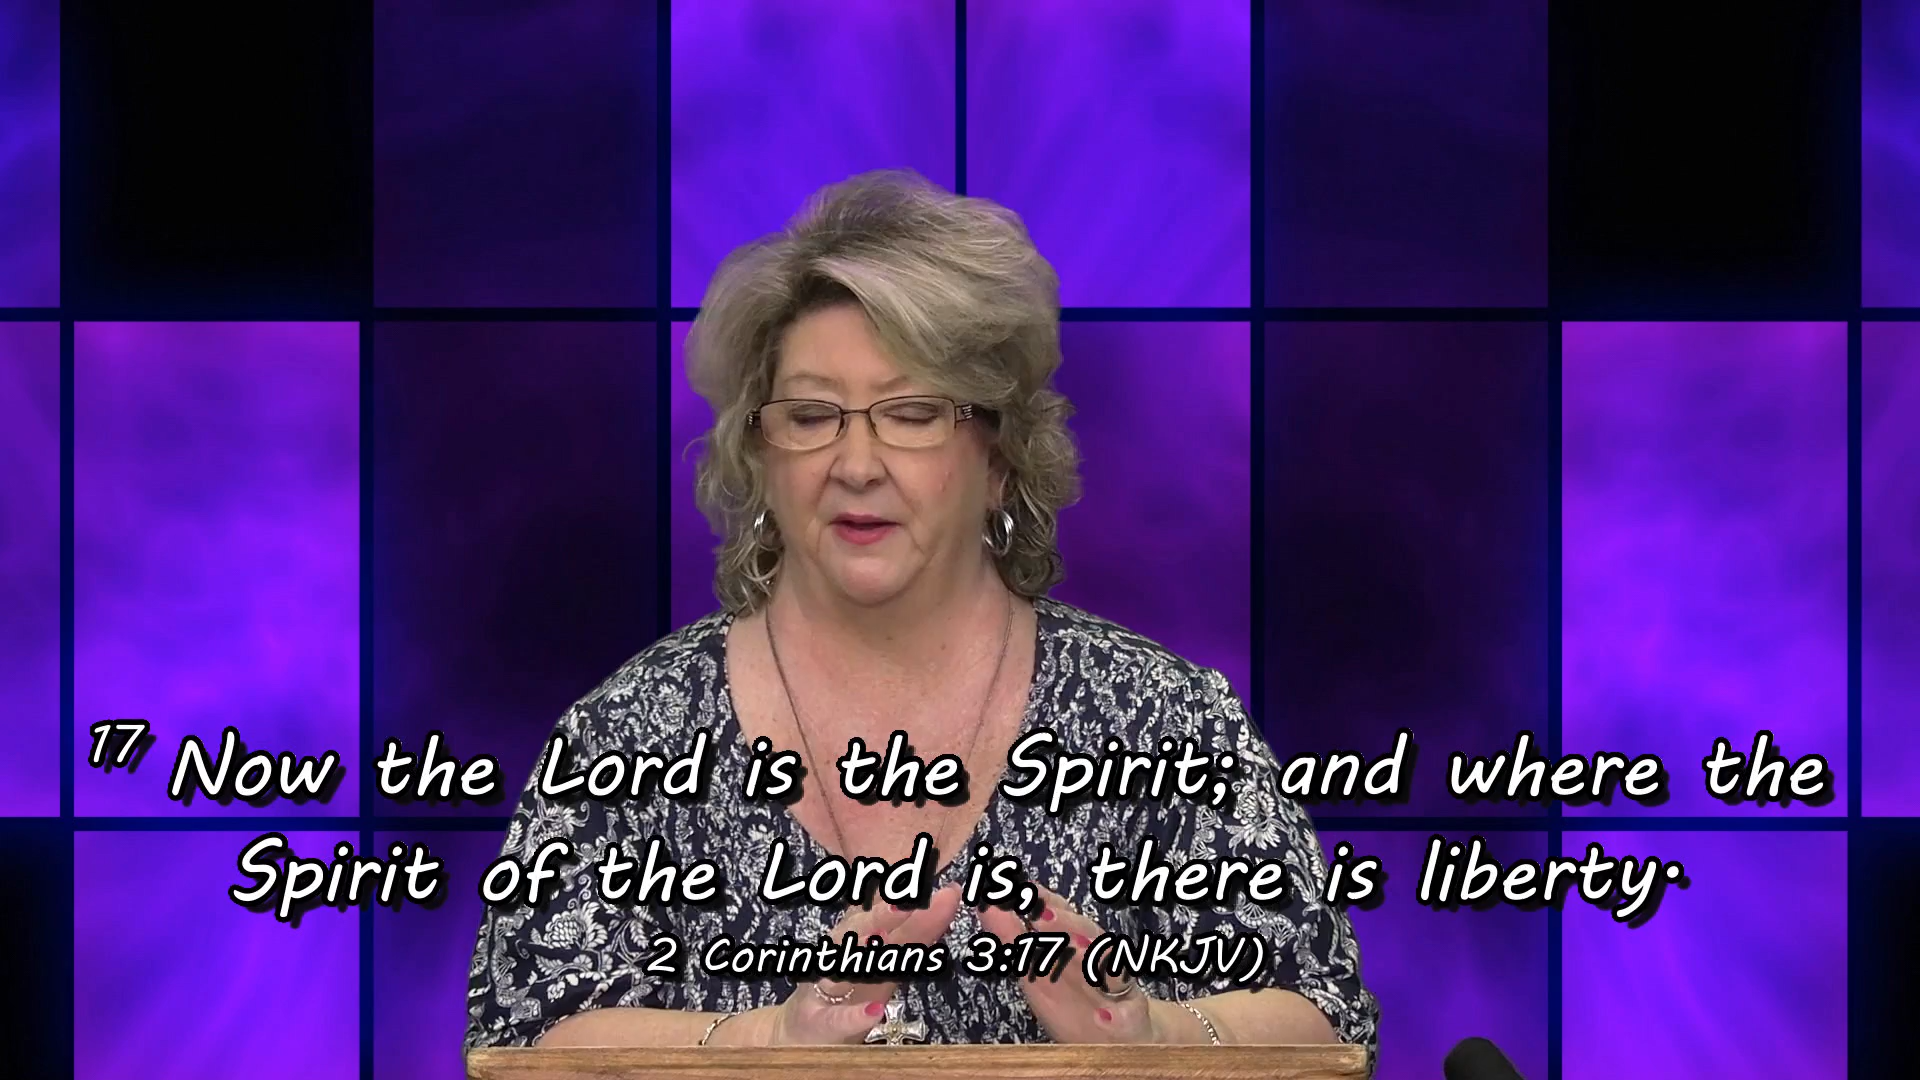 17 Now the Lord is the Spirit; and where the
Spirit of the Lord is, there is liberty.
2 Corinthians 3:17 (NKJV)